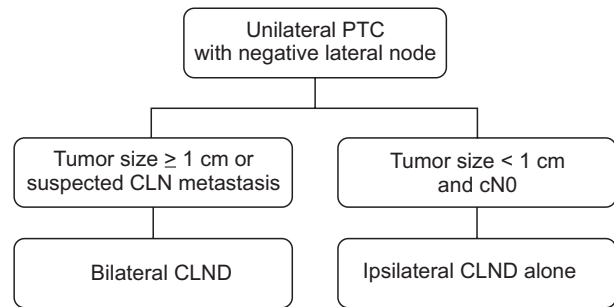 Unilateral PTC
with negative lateral node
Tumor size ≥ 1 cm or
suspected CLN metastasis
Tumor size < 1 cm
and cN0
Bilateral CLND
Ipsilateral CLND alone